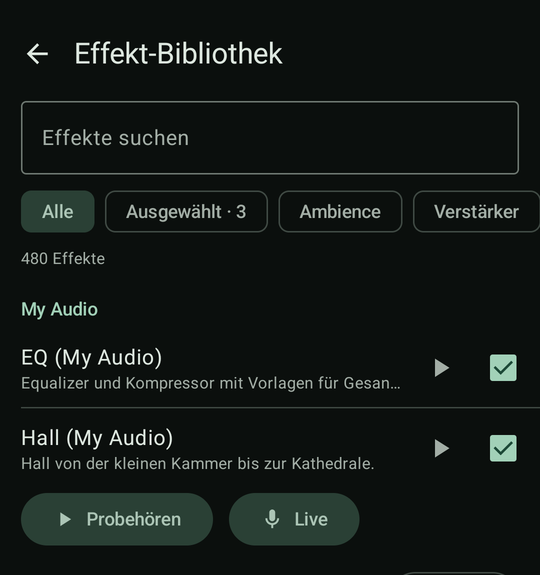 Effekt-Bibliothek
Effekte suchen
Alle
Ausgewählt · 3
Ambience
Verstärker
480 Effekte
My Audio
EQ (My Audio)
Equalizer und Kompressor mit Vorlagen für Gesan...
Hall (My Audio)
Hall von der kleinen Kammer bis zur Kathedrale.
Probehören
Live